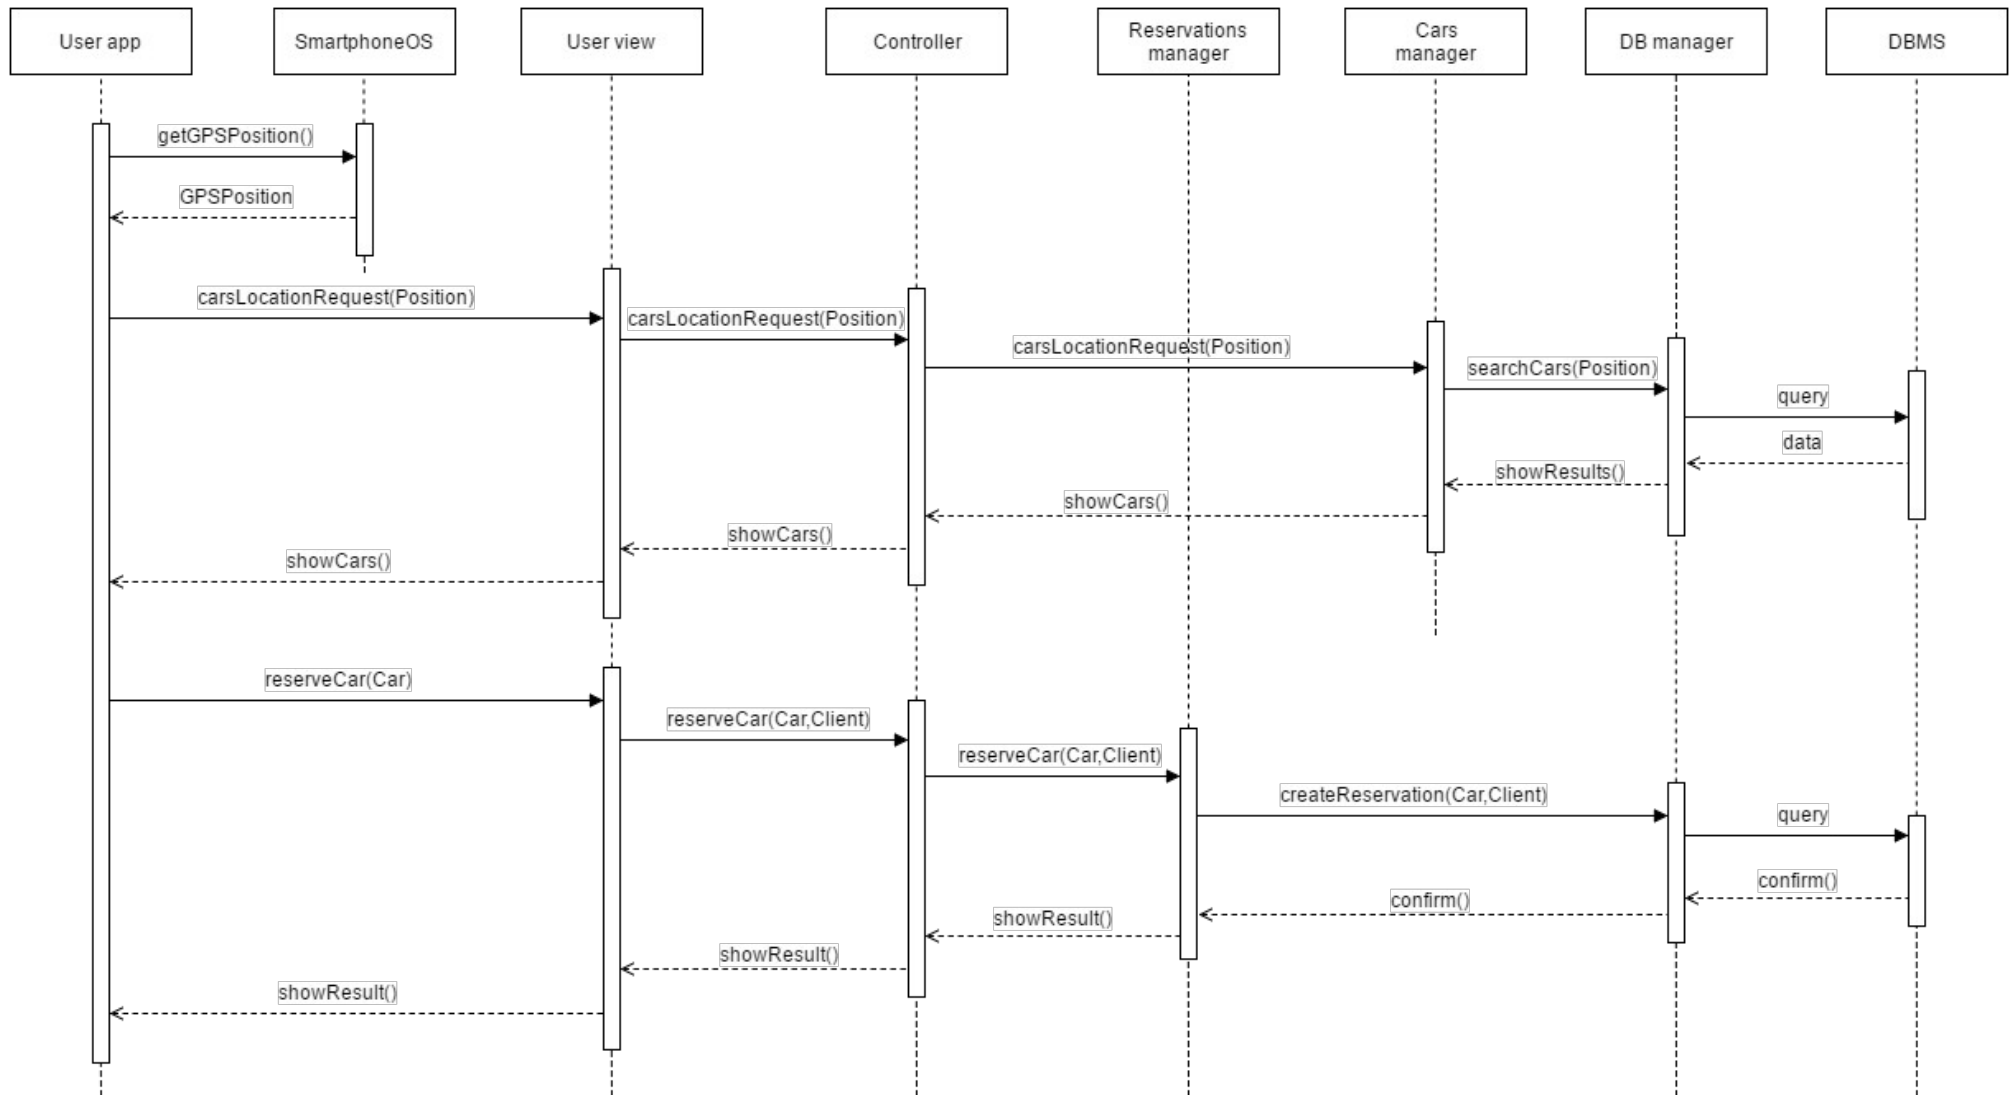 User app
SmartphoneOS
User view
Controller
Reservations
manager
Cars
manager
DB manager
DBMS
getGPSPosition()
GPSPosition
carsLocationRequest(Position)
carsLocationRequest(Position)
carsLocationRequest(Position)
searchCars(Position)
query
data
showResults()
showCars()
showCars()
showCars()
reserveCar(Car)
reserveCar(Car,Client)
reserveCar(Car,Client)
createReservation(Car,Client)
query
confirm()
confirm()
showResult()
showResult()
showResult()